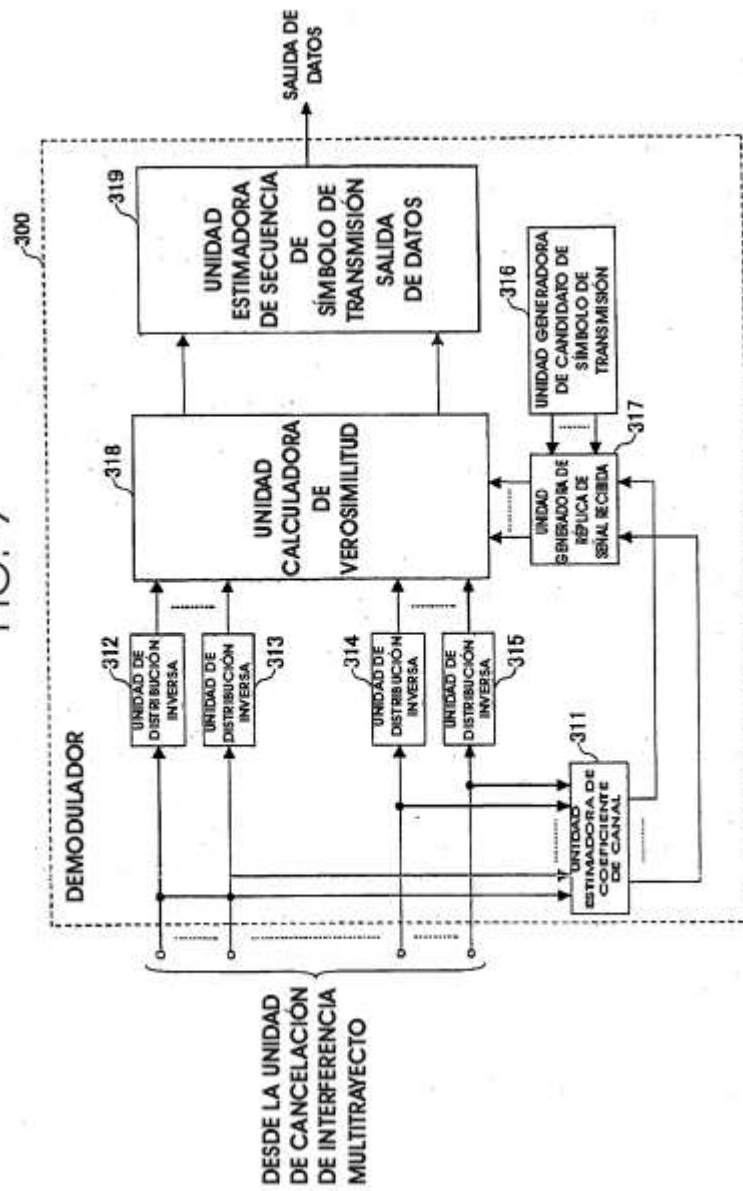 300
DEMODULADOR
DESDE LA UNIDAD
DE CANCELACIÓN
DE INTERFERENCIA
MULTITRAYECTO
312
UNIDAD DE
DISTRIBUCIÓN
INVERSA
313
UNIDAD DE
DISTRIBUCIÓN
INVERSA
314
UNIDAD DE
DISTRIBUCIÓN
INVERSA
315
UNIDAD DE
DISTRIBUCIÓN
INVERSA
311
UNIDAD
ESTIMADORA DE
COEFICIENTE
DE CANAL
318
UNIDAD
CALCULADORA
DE
VEROSIMILITUD
316
UNIDAD GENERADORA
DE CANDIDATO DE
SÍMBOLO DE
TRANSMISIÓN
317
UNIDAD
GENERADORA DE
RÉPLICA DE
SEÑAL RECIBIDA
319
UNIDAD
ESTIMADORA
DE SECUENCIA
DE
SÍMBOLO DE
TRANSMISIÓN
SALIDA
DE DATOS
SALIDA DE
DATOS